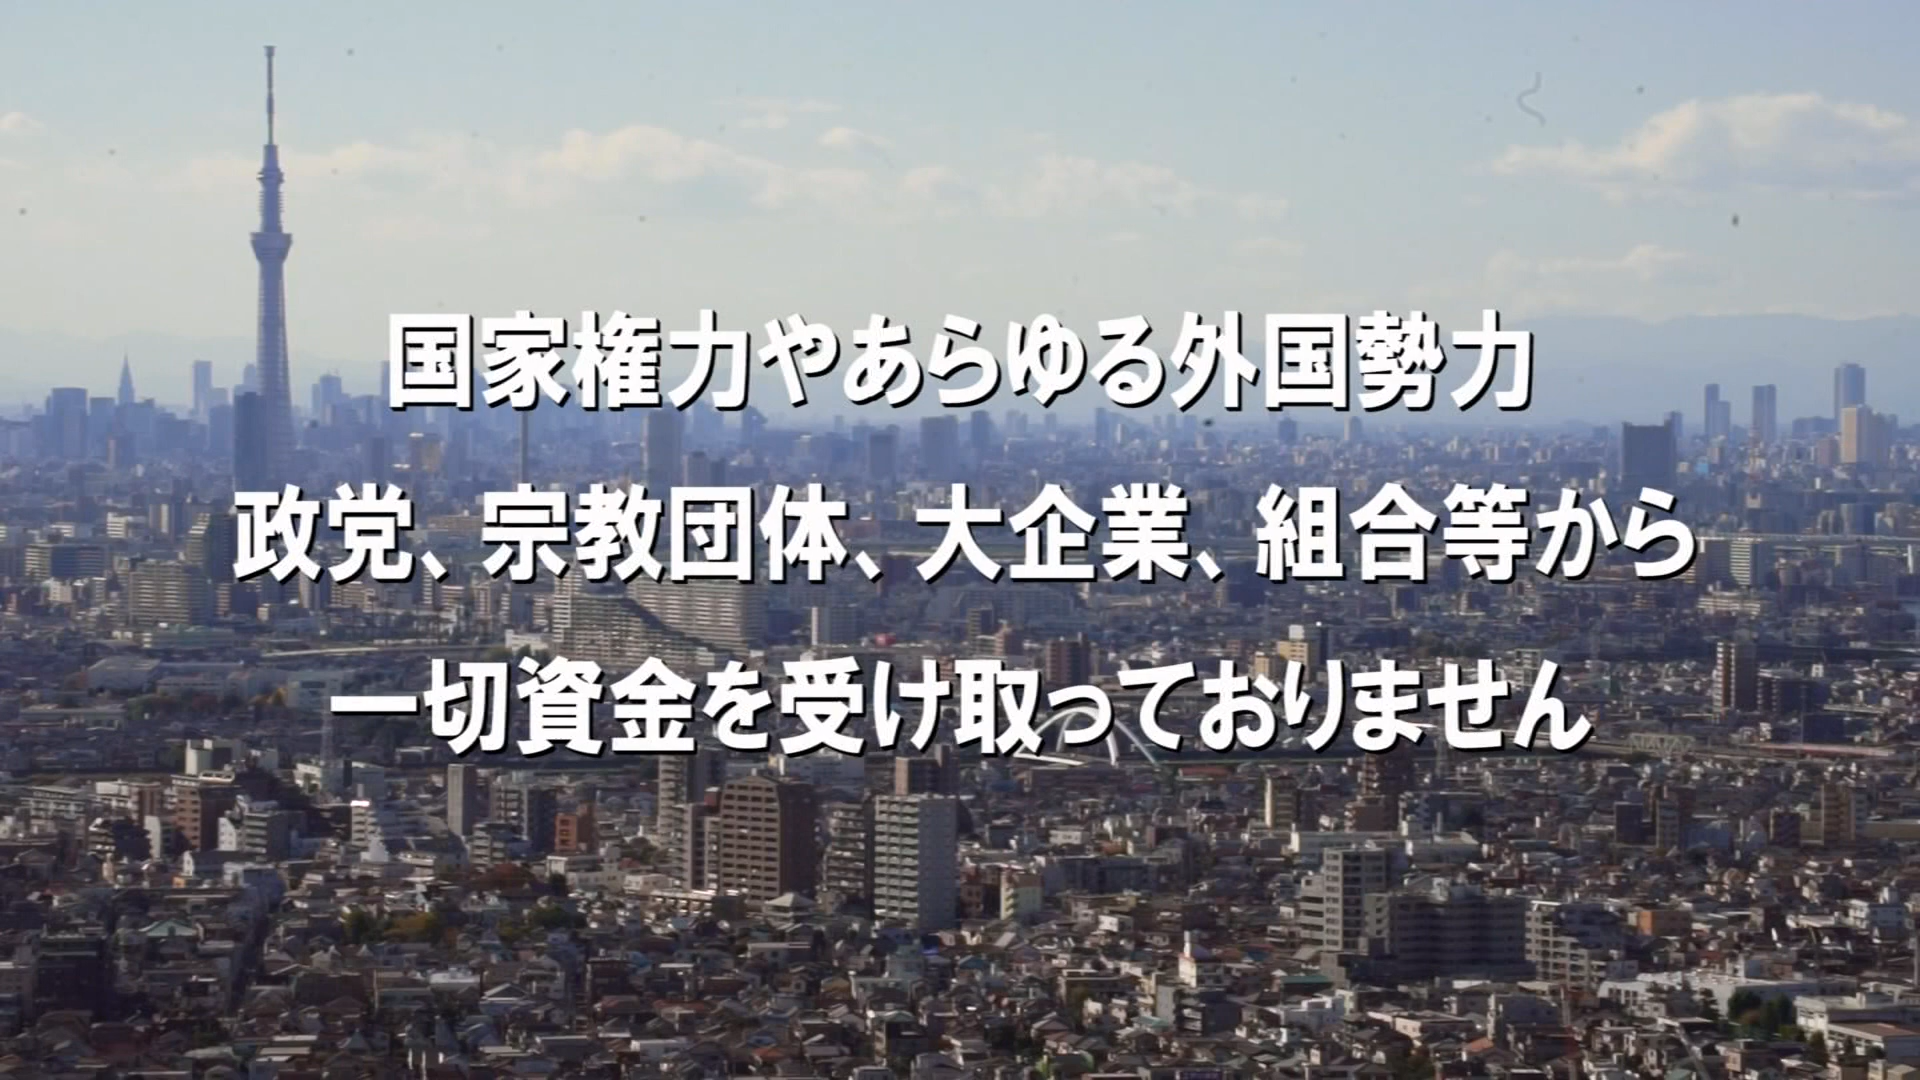 国家権力やあらゆる外国勢力
政党、宗教団体、大企業、組合等から
一切資金を受け取っておりません